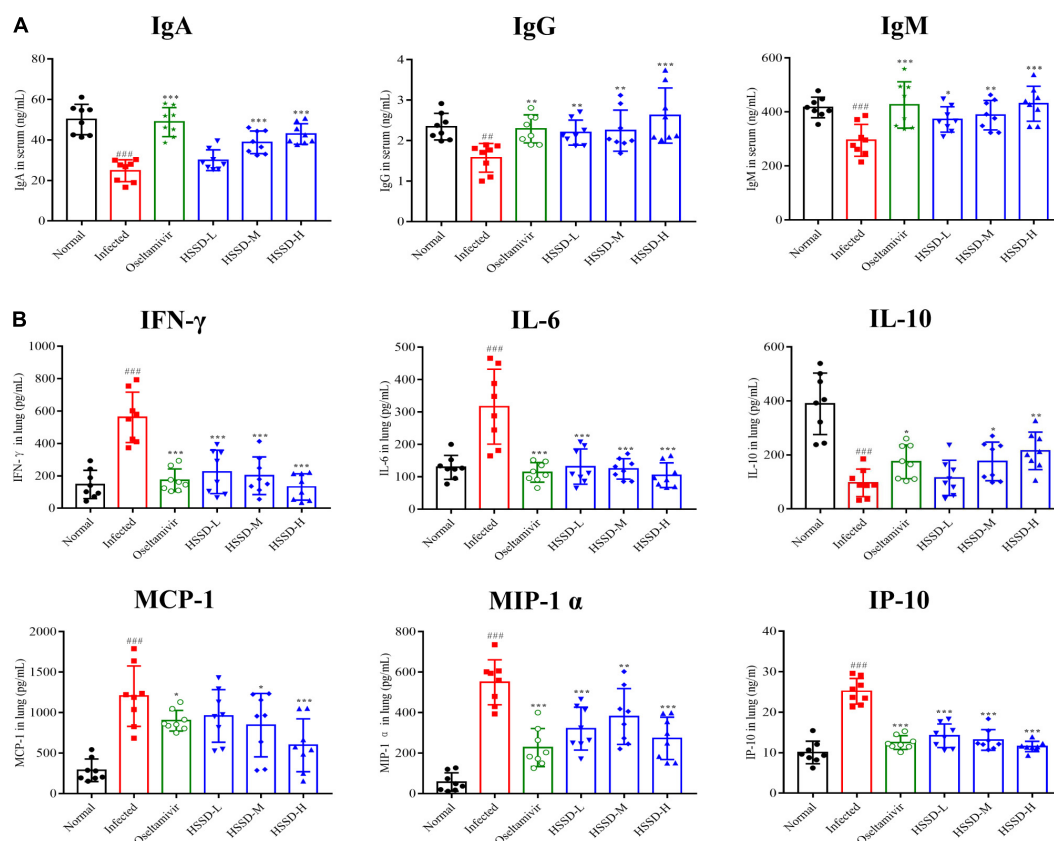 A
IgA
IgA in serum (ng/mL)
80
60
40
20
0
###
***
***
***
Normal
Infected
Oseltamivir
HSSD-L
HSSD-M
HSSD-H
IgG
IgG in serum (ng/mL)
4
3
2
1
0
##
**
**
**
***
Normal
Infected
Oseltamivir
HSSD-L
HSSD-M
HSSD-H
IgM
IgM in serum (ng/mL)
600
400
200
0
###
***
*
**
***
Normal
Infected
Oseltamivir
HSSD-L
HSSD-M
HSSD-H
B
IFN-γ
IFN- γ in lung (pg/mL)
1000
800
600
400
200
0
###
***
***
***
***
Normal
Infected
Oseltamivir
HSSD-L
HSSD-M
HSSD-H
IL-6
IL-6 in lung (pg/mL)
500
400
300
200
100
0
###
***
***
***
***
Normal
Infected
Oseltamivir
HSSD-L
HSSD-M
HSSD-H
IL-10
IL-10 in lung (pg/mL)
600
400
200
0
###
*
*
**
Normal
Infected
Oseltamivir
HSSD-L
HSSD-M
HSSD-H
MCP-1
MCP-1 in lung (pg/mL)
2000
1500
1000
500
0
###
*
*
***
Normal
Infected
Oseltamivir
HSSD-L
HSSD-M
HSSD-H
MIP-1 α
MIP-1 α in lung (pg/mL)
800
600
400
200
0
###
***
***
**
***
Normal
Infected
Oseltamivir
HSSD-L
HSSD-M
HSSD-H
IP-10
IP-10 in lung (ng/m)
40
30
20
10
0
###
***
***
***
***
Normal
Infected
Oseltamivir
HSSD-L
HSSD-M
HSSD-H